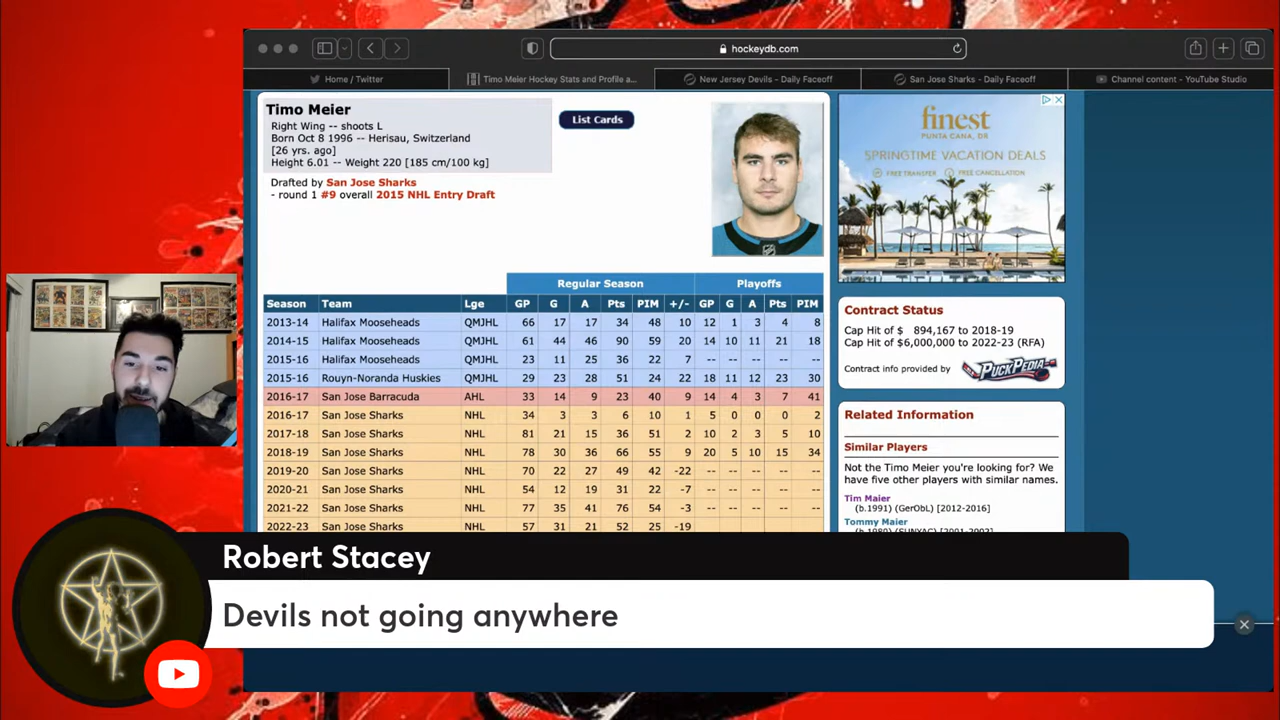 hockeydb.com
Home / Twitter
Timo Meier Hockey Stats and Profile a...
New Jersey Devils - Daily Faceoff
San Jose Sharks - Daily Faceoff
Channel content - YouTube Studio
Timo Meier
Right Wing -- shoots L
Born Oct 8 1996 -- Herisau, Switzerland
[26 yrs. ago]
Height 6.01 -- Weight 220 [185 cm/100 kg]
Drafted by San Jose Sharks
- round 1 #9 overall 2015 NHL Entry Draft
List Cards
Regular Season Playoffs
Season Team Lge GP G A Pts PIM +/- GP G A Pts PIM
2013-14 Halifax Mooseheads QMJHL 66 17 17 34 48 10 12 1 3 4 8
2014-15 Halifax Mooseheads QMJHL 61 44 46 90 59 20 14 10 11 21 18
2015-16 Halifax Mooseheads QMJHL 23 11 25 36 22 7 -- -- -- -- --
2015-16 Rouyn-Noranda Huskies QMJHL 29 23 28 51 24 22 18 11 12 23 30
2016-17 San Jose Barracuda AHL 33 14 9 23 40 9 14 4 3 7 41
2016-17 San Jose Sharks NHL 34 3 3 6 10 1 5 0 0 0 2
2017-18 San Jose Sharks NHL 81 21 15 36 51 2 10 2 3 5 10
2018-19 San Jose Sharks NHL 78 30 36 66 55 9 20 5 10 15 34
2019-20 San Jose Sharks NHL 70 22 27 49 42 -22 -- -- -- -- --
2020-21 San Jose Sharks NHL 54 12 19 31 22 -7 -- -- -- -- --
2021-22 San Jose Sharks NHL 77 35 41 76 54 -3 -- -- -- -- --
2022-23 San Jose Sharks NHL 57 31 21 52 25 -19
finest
PUNTA CANA, DR
SPRINGTIME VACATION DEALS
FREE TRANSFER FREE CANCELLATION
Contract Status
Cap Hit of $ 894,167 to 2018-19
Cap Hit of $6,000,000 to 2022-23 (RFA)
Contract info provided by PUCKPEDIA
Related Information
Similar Players
Not the Timo Meier you're looking for? We
have five other players with similar names.
Tim Maier
(b.1991) (GerObL) [2012-2016]
Tommy Maier
(b.1980) (SUNYAC) [2001-2002]
Robert Stacey
Devils not going anywhere